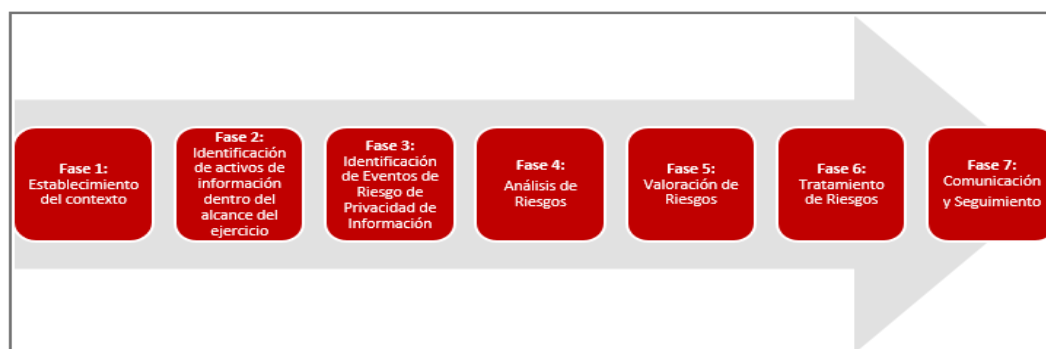 Fase 1:
Establecimiento
del contexto
Fase 2:
Identificación
de activos de
información
dentro del
alcance del
ejercicio
Fase 3:
Identificación
de Eventos de
Riesgo de
Privacidad de
Información
Fase 4:
Análisis de
Riesgos
Fase 5:
Valoración de
Riesgos
Fase 6:
Tratamiento
de Riesgos
Fase 7:
Comunicación
y Seguimiento